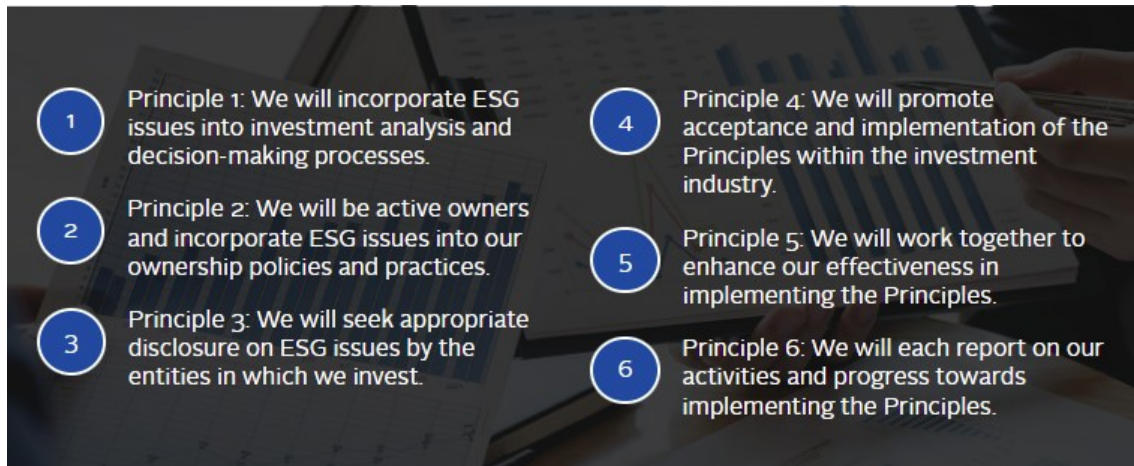 1
Principle 1: We will incorporate ESG
issues into investment analysis and
decision-making processes.
2
Principle 2: We will be active owners
and incorporate ESG issues into our
ownership policies and practices.
3
Principle 3: We will seek appropriate
disclosure on ESG issues by the
entities in which we invest.
4
Principle 4: We will promote
acceptance and implementation of the
Principles within the investment
industry.
5
Principle 5: We will work together to
enhance our effectiveness in
implementing the Principles.
6
Principle 6: We will each report on our
activities and progress towards
implementing the Principles.